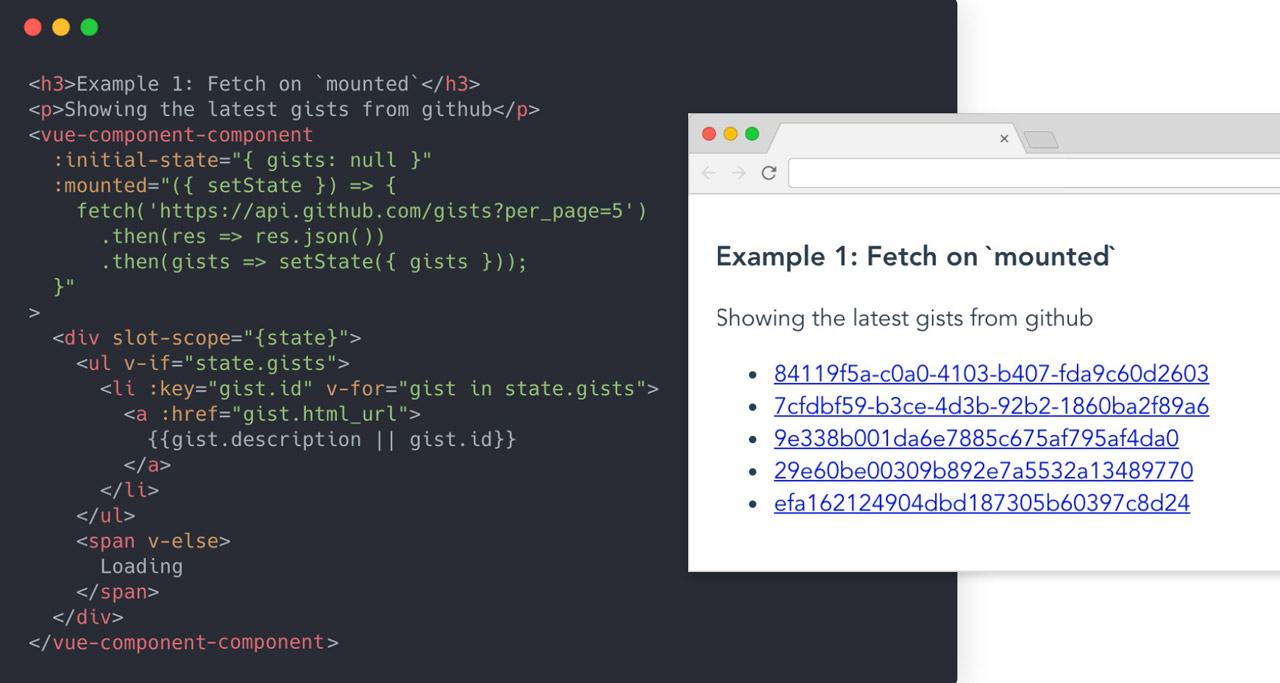 <h3>Example 1: Fetch on `mounted`</h3>
<p>Showing the latest gists from github</p>
<vue-component-component
  :initial-state="{ gists: null }"
  :mounted="({ setState }) => {
    fetch('https://api.github.com/gists?per_page=5')
      .then(res => res.json())
      .then(gists => setState({ gists }));
  }"
>
  <div slot-scope="{state}">
    <ul v-if="state.gists">
      <li :key="gist.id" v-for="gist in state.gists">
        <a :href="gist.html_url">
          {{gist.description || gist.id}}
        </a>
      </li>
    </ul>
    <span v-else>
      Loading
    </span>
  </div>
</vue-component-component>
Example 1: Fetch on `mounted`
Showing the latest gists from github
• 84119f5a-c0a0-4103-b407-fda9c60d2603
• 7cfdbf59-b3ce-4d3b-92b2-1860ba2f89a6
• 9e338b001da6e7885c675af795af4da0
• 29e60be00309b892e7a5532a13489770
• efa162124904dbd187305b60397c8d24